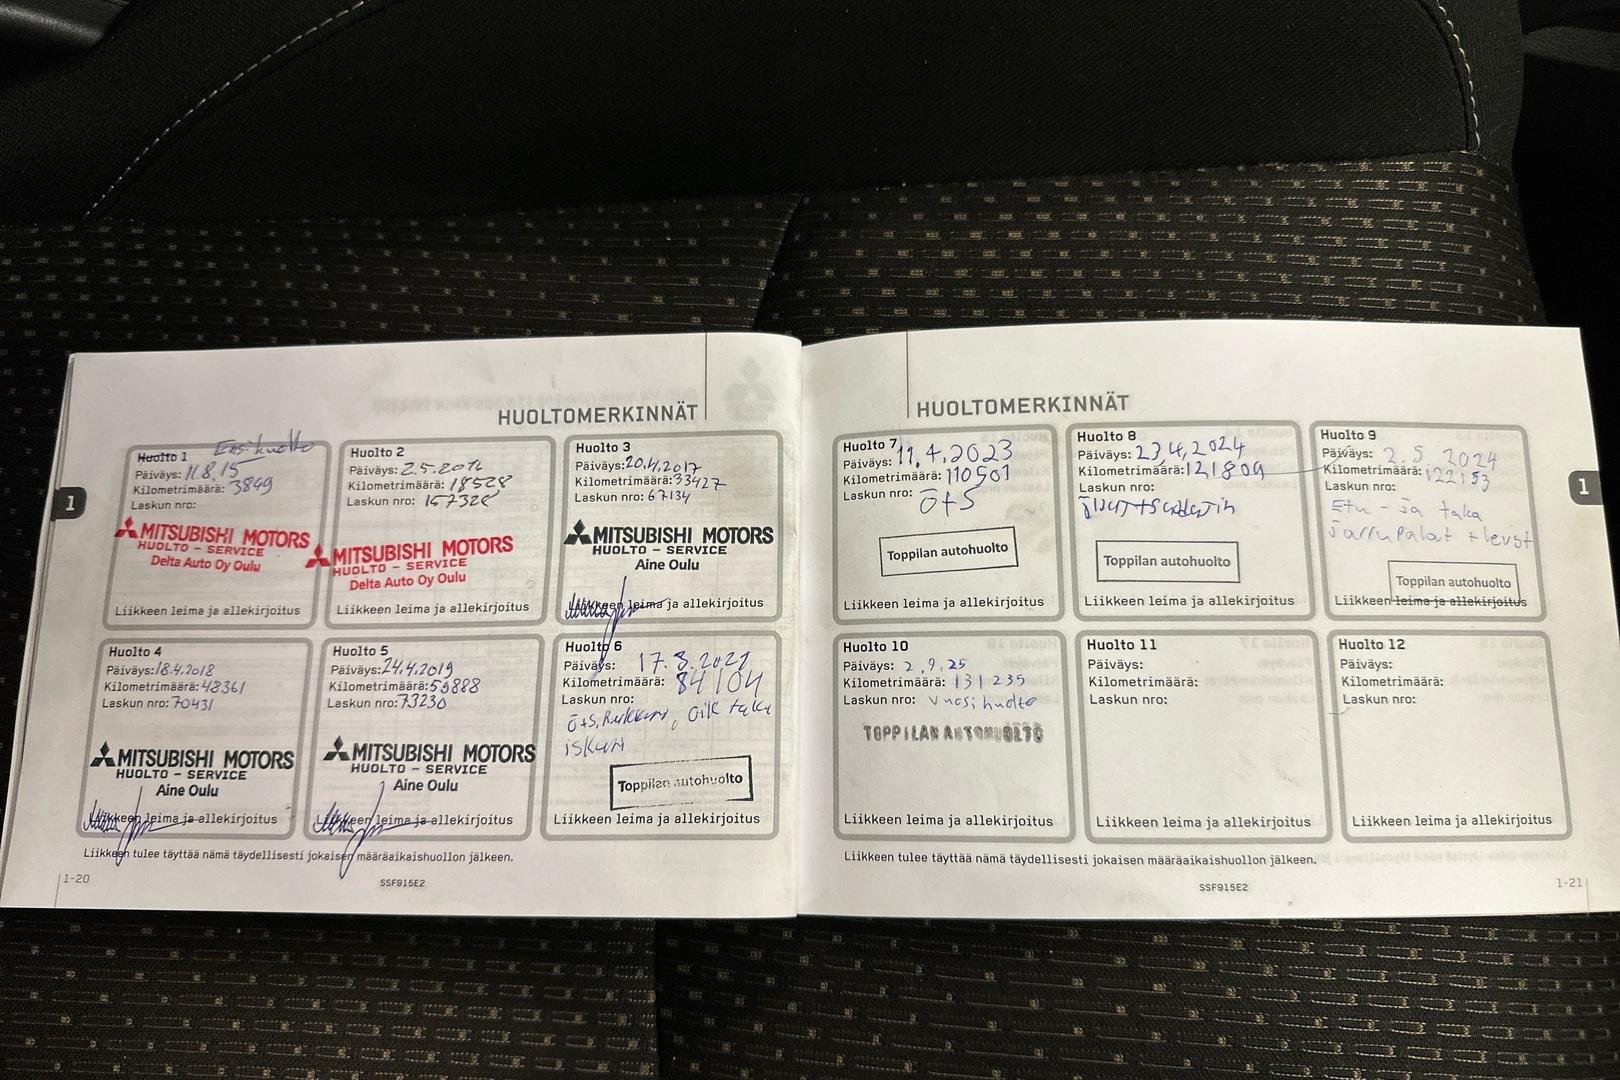 HUOLTOMERKINNÄT
Huolto 1 Ensihuolto
Päiväys: 11.8.15
Kilometrimäärä: 3849
Laskun nro:
MITSUBISHI MOTORS
HUOLTO - SERVICE
Delta Auto Oy Oulu
Liikkeen leima ja allekirjoitus
Huolto 2
Päiväys: 2.5.2016
Kilometrimäärä: 18528
Laskun nro: 157328
MITSUBISHI MOTORS
HUOLTO - SERVICE
Delta Auto Oy Oulu
Liikkeen leima ja allekirjoitus
Huolto 3
Päiväys: 20.4.2017
Kilometrimäärä: 33427
Laskun nro: 67134
MITSUBISHI MOTORS
HUOLTO - SERVICE
Aine Oulu
Liikkeen leima ja allekirjoitus
Huolto 4
Päiväys: 18.4.2018
Kilometrimäärä: 48361
Laskun nro: 70431
MITSUBISHI MOTORS
HUOLTO - SERVICE
Aine Oulu
Liikkeen leima ja allekirjoitus
Huolto 5
Päiväys: 24.4.2019
Kilometrimäärä: 59888
Laskun nro: 73230
MITSUBISHI MOTORS
HUOLTO - SERVICE
Aine Oulu
Liikkeen leima ja allekirjoitus
Huolto 6
Päiväys: 17.3.2021
Kilometrimäärä: 84104
Laskun nro:
ö+s, oik taka
iskari
Toppilan autohuolto
Liikkeen leima ja allekirjoitus
Liikkeen tulee täyttää nämä täydellisesti jokaisen määräaikaishuollon jälkeen.
1-20
SSF915E2
HUOLTOMERKINNÄT
Huolto 7
Päiväys: 11.4.2023
Kilometrimäärä: 110501
Laskun nro:
ö+s
Toppilan autohuolto
Liikkeen leima ja allekirjoitus
Huolto 8
Päiväys: 23.4.2024
Kilometrimäärä: 121809
Laskun nro:
Toppilan autohuolto
Liikkeen leima ja allekirjoitus
Huolto 9
Päiväys: 2.5.2024
Kilometrimäärä: 122153
Laskun nro:
Etu- ja taka
jarrupalat + levyt
Toppilan autohuolto
Liikkeen leima ja allekirjoitus
Huolto 10
Päiväys: 2.9.25
Kilometrimäärä: 131235
Laskun nro: vuosihuolto
TOPPILAN AUTOHUOLTO
Liikkeen leima ja allekirjoitus
Huolto 11
Päiväys:
Kilometrimäärä:
Laskun nro:
Liikkeen leima ja allekirjoitus
Huolto 12
Päiväys:
Kilometrimäärä:
Laskun nro:
Liikkeen leima ja allekirjoitus
Liikkeen tulee täyttää nämä täydellisesti jokaisen määräaikaishuollon jälkeen.
SSF915E2
1-21
1
1